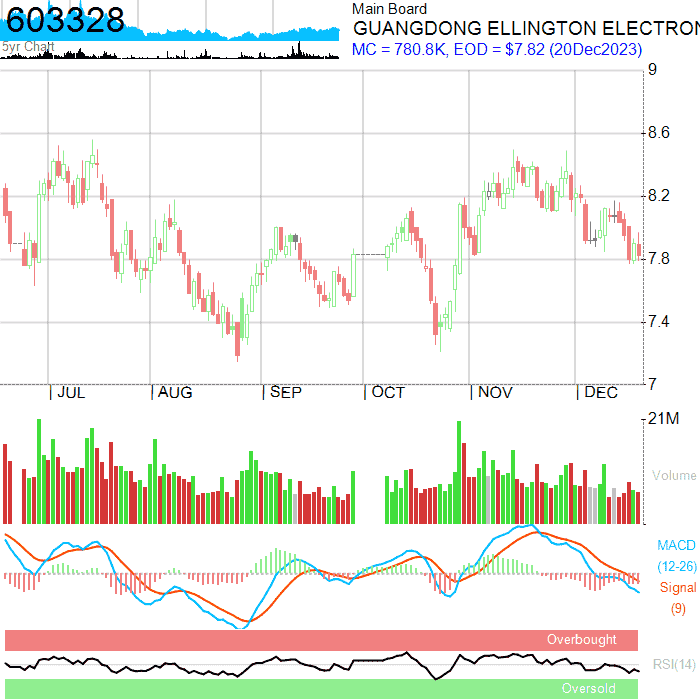 603328
5yr Chart
Main Board
GUANGDONG ELLINGTON ELECTRON
MC = 780.8K, EOD = $7.82 (20Dec2023)
9
8.6
8.2
7.8
7.4
7
| JUL | AUG | SEP | OCT | NOV | DEC
21M
Volume
MACD
(12-26)
Signal
(9)
Overbought
RSI(14)
Oversold